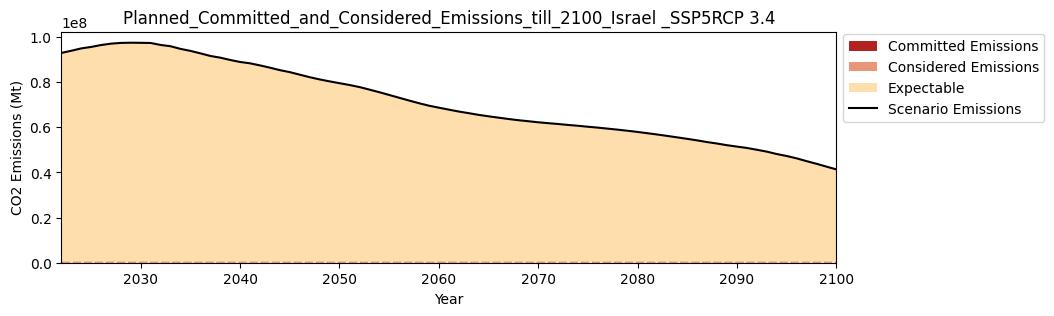 Planned_Committed_and_Considered_Emissions_till_2100_Israel _SSP5RCP 3.4
1e8
1.0
0.8
0.6
0.4
0.2
0.0
CO2 Emissions (Mt)
2030 2040 2050 2060 2070 2080 2090 2100
Year
Committed Emissions
Considered Emissions
Expectable
Scenario Emissions